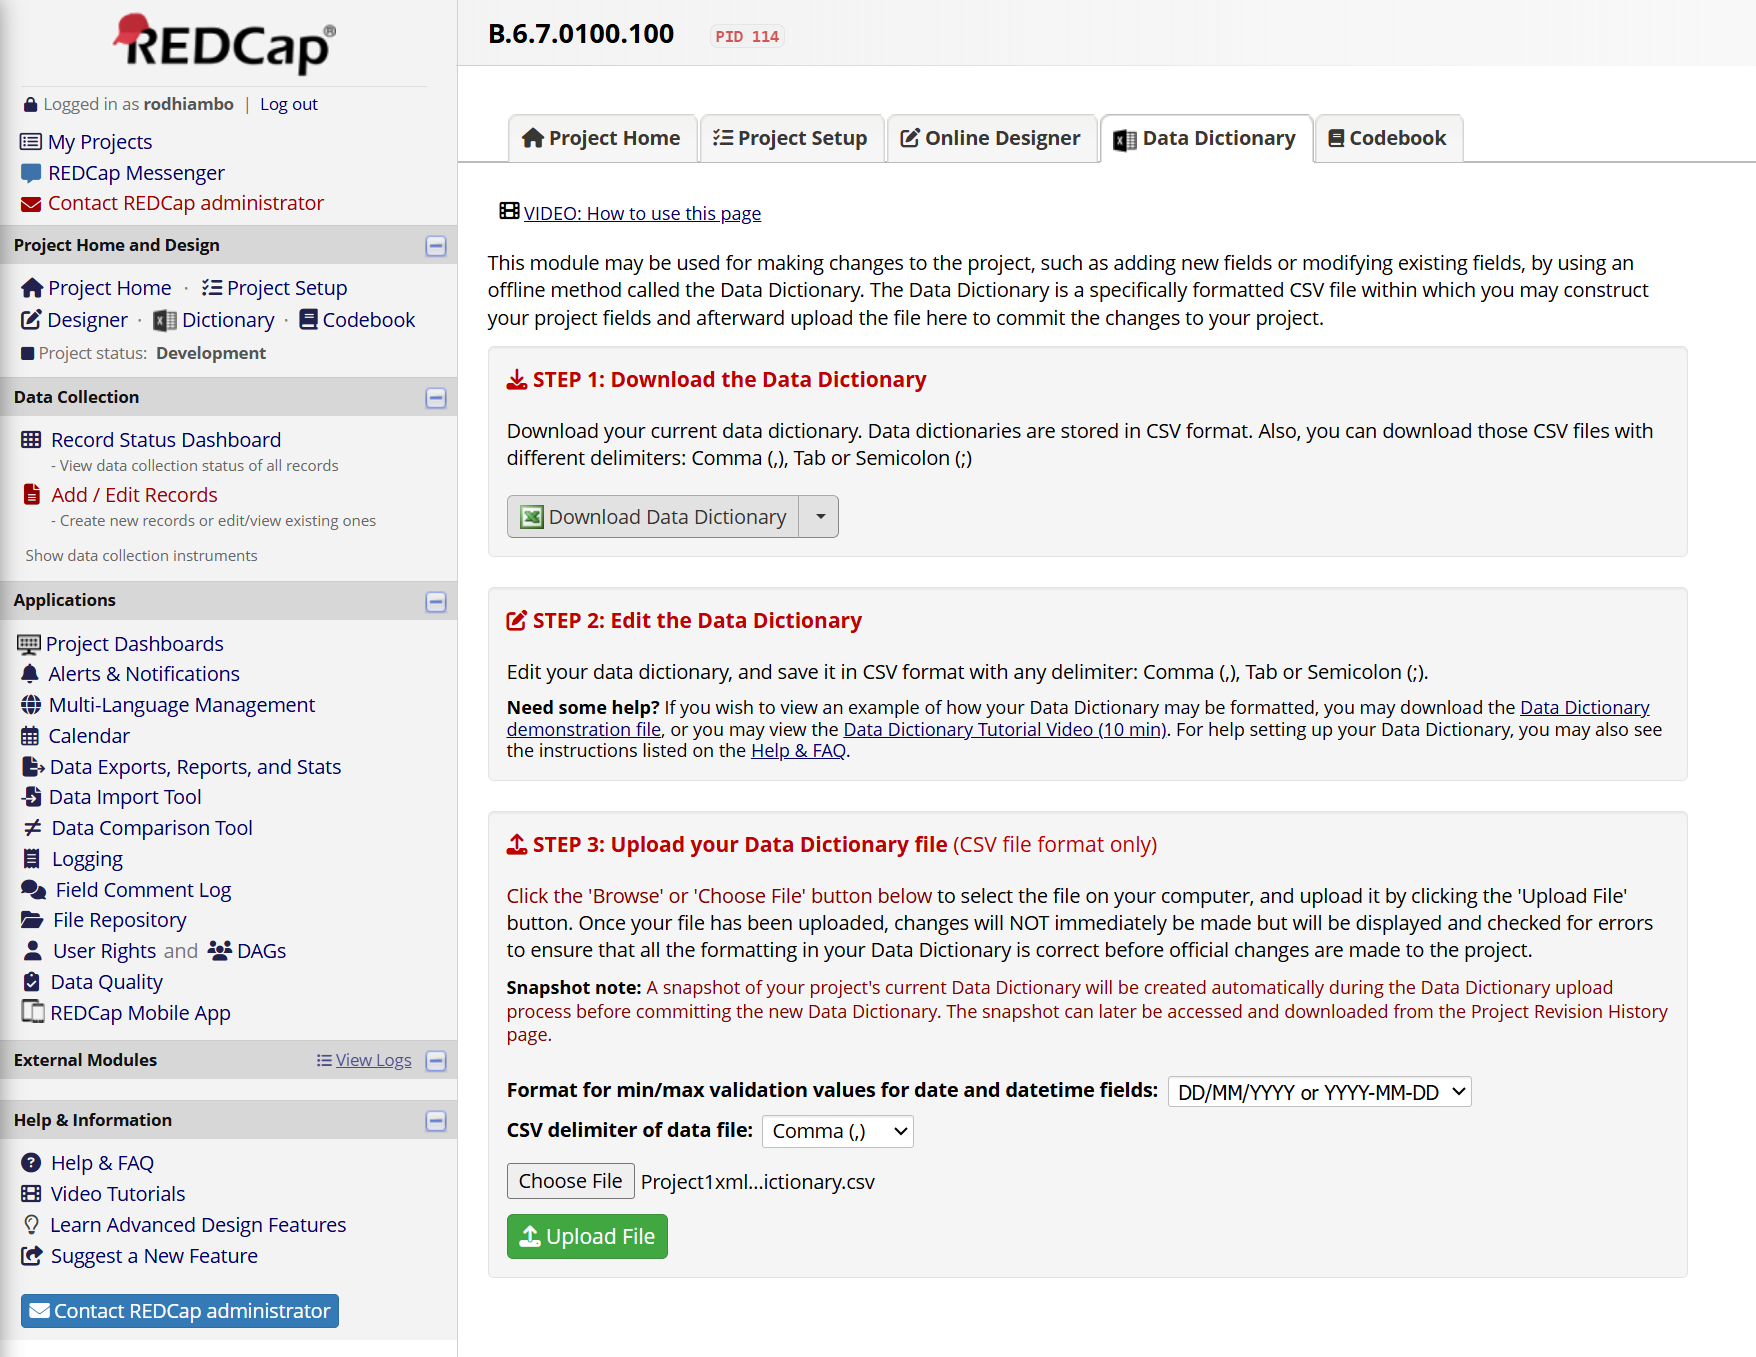 REDCap®
Logged in as rodhiambo | Log out
My Projects
REDCap Messenger
Contact REDCap administrator
Project Home and Design
Project Home · Project Setup
Designer · Dictionary · Codebook
Project status: Development
Data Collection
Record Status Dashboard
- View data collection status of all records
Add / Edit Records
- Create new records or edit/view existing ones
Show data collection instruments
Applications
Project Dashboards
Alerts & Notifications
Multi-Language Management
Calendar
Data Exports, Reports, and Stats
Data Import Tool
Data Comparison Tool
Logging
Field Comment Log
File Repository
User Rights and DAGs
Data Quality
REDCap Mobile App
External Modules View Logs
Help & Information
Help & FAQ
Video Tutorials
Learn Advanced Design Features
Suggest a New Feature
Contact REDCap administrator
B.6.7.0100.100 PID 114
Project Home Project Setup Online Designer Data Dictionary Codebook
VIDEO: How to use this page
This module may be used for making changes to the project, such as adding new fields or modifying existing fields, by using an
offline method called the Data Dictionary. The Data Dictionary is a specifically formatted CSV file within which you may construct
your project fields and afterward upload the file here to commit the changes to your project.
STEP 1: Download the Data Dictionary
Download your current data dictionary. Data dictionaries are stored in CSV format. Also, you can download those CSV files with
different delimiters: Comma (,), Tab or Semicolon (;)
Download Data Dictionary
STEP 2: Edit the Data Dictionary
Edit your data dictionary, and save it in CSV format with any delimiter: Comma (,), Tab or Semicolon (;).
Need some help? If you wish to view an example of how your Data Dictionary may be formatted, you may download the Data Dictionary
demonstration file, or you may view the Data Dictionary Tutorial Video (10 min). For help setting up your Data Dictionary, you may also see
the instructions listed on the Help & FAQ.
STEP 3: Upload your Data Dictionary file (CSV file format only)
Click the 'Browse' or 'Choose File' button below to select the file on your computer, and upload it by clicking the 'Upload File'
button. Once your file has been uploaded, changes will NOT immediately be made but will be displayed and checked for errors
to ensure that all the formatting in your Data Dictionary is correct before official changes are made to the project.
Snapshot note: A snapshot of your project's current Data Dictionary will be created automatically during the Data Dictionary upload
process before committing the new Data Dictionary. The snapshot can later be accessed and downloaded from the Project Revision History
page.
Format for min/max validation values for date and datetime fields: DD/MM/YYYY or YYYY-MM-DD
CSV delimiter of data file: Comma (,)
Choose File Project1xml...ictionary.csv
Upload File